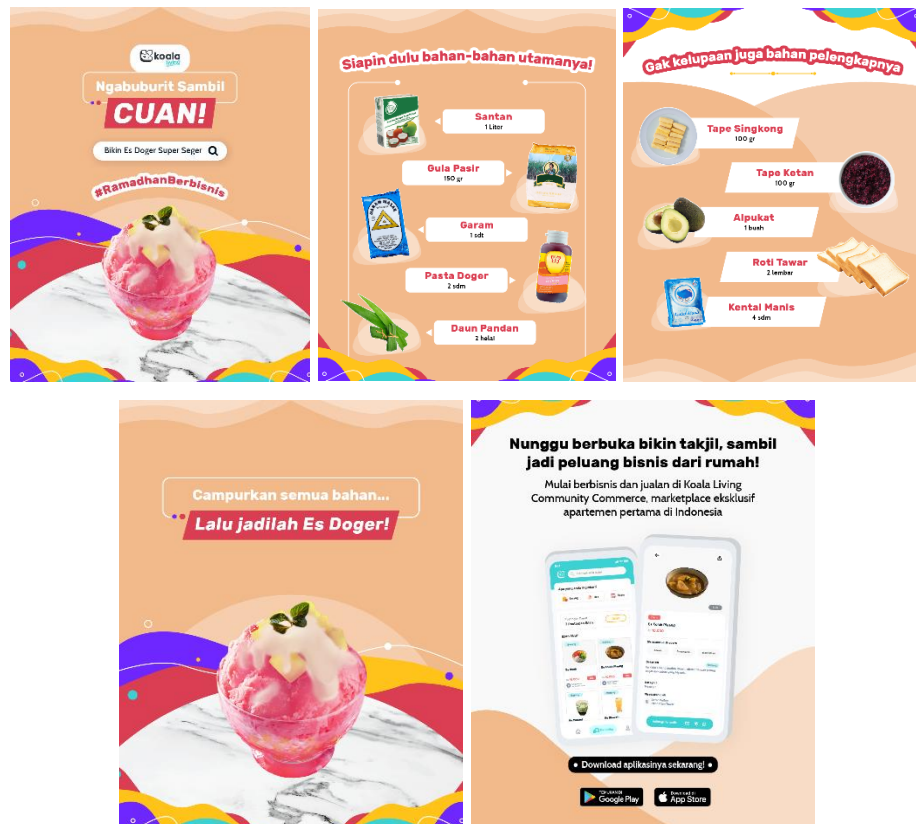 koala
living
Ngabuburit Sambil
CUAN!
Bikin Es Doger Super Seger
#RamadhanBerbisnis
Siapin dulu bahan-bahan utamanya!
Santan
1 Liter
Gula Pasir
150 gr
Garam
1 sdt
Pasta Doger
2 sdm
Daun Pandan
2 helai
Gak kelupaan juga bahan pelengkapnya
Tape Singkong
100 gr
Tape Ketan
100 gr
Alpukat
1 buah
Roti Tawar
2 lembar
Kental Manis
4 sdm
Campurkan semua bahan...
Lalu jadilah Es Doger!
Nunggu berbuka bikin takjil, sambil
jadi peluang bisnis dari rumah!
Mulai berbisnis dan jualan di Koala Living
Community Commerce, marketplace eksklusif
apartemen pertama di Indonesia
• Download aplikasinya sekarang! •
Google Play
Download di
App Store